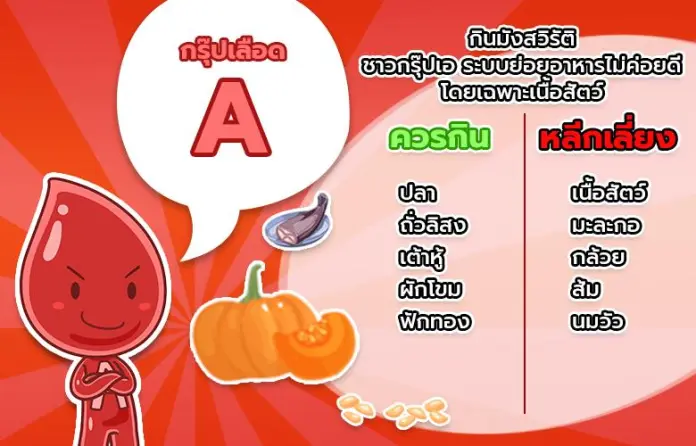 กรุ๊ปเลือด
A
กินมังสวิรัติ
ชาวกรุ๊ปเอ ระบบย่อยอาหารไม่ค่อยดี
โดยเฉพาะเนื้อสัตว์
ควรกิน
ปลา
ถั่วลิสง
เต้าหู้
ผักโขม
ฟักทอง
หลีกเลี่ยง
เนื้อสัตว์
มะละกอ
กล้วย
ส้ม
นมวัว
A